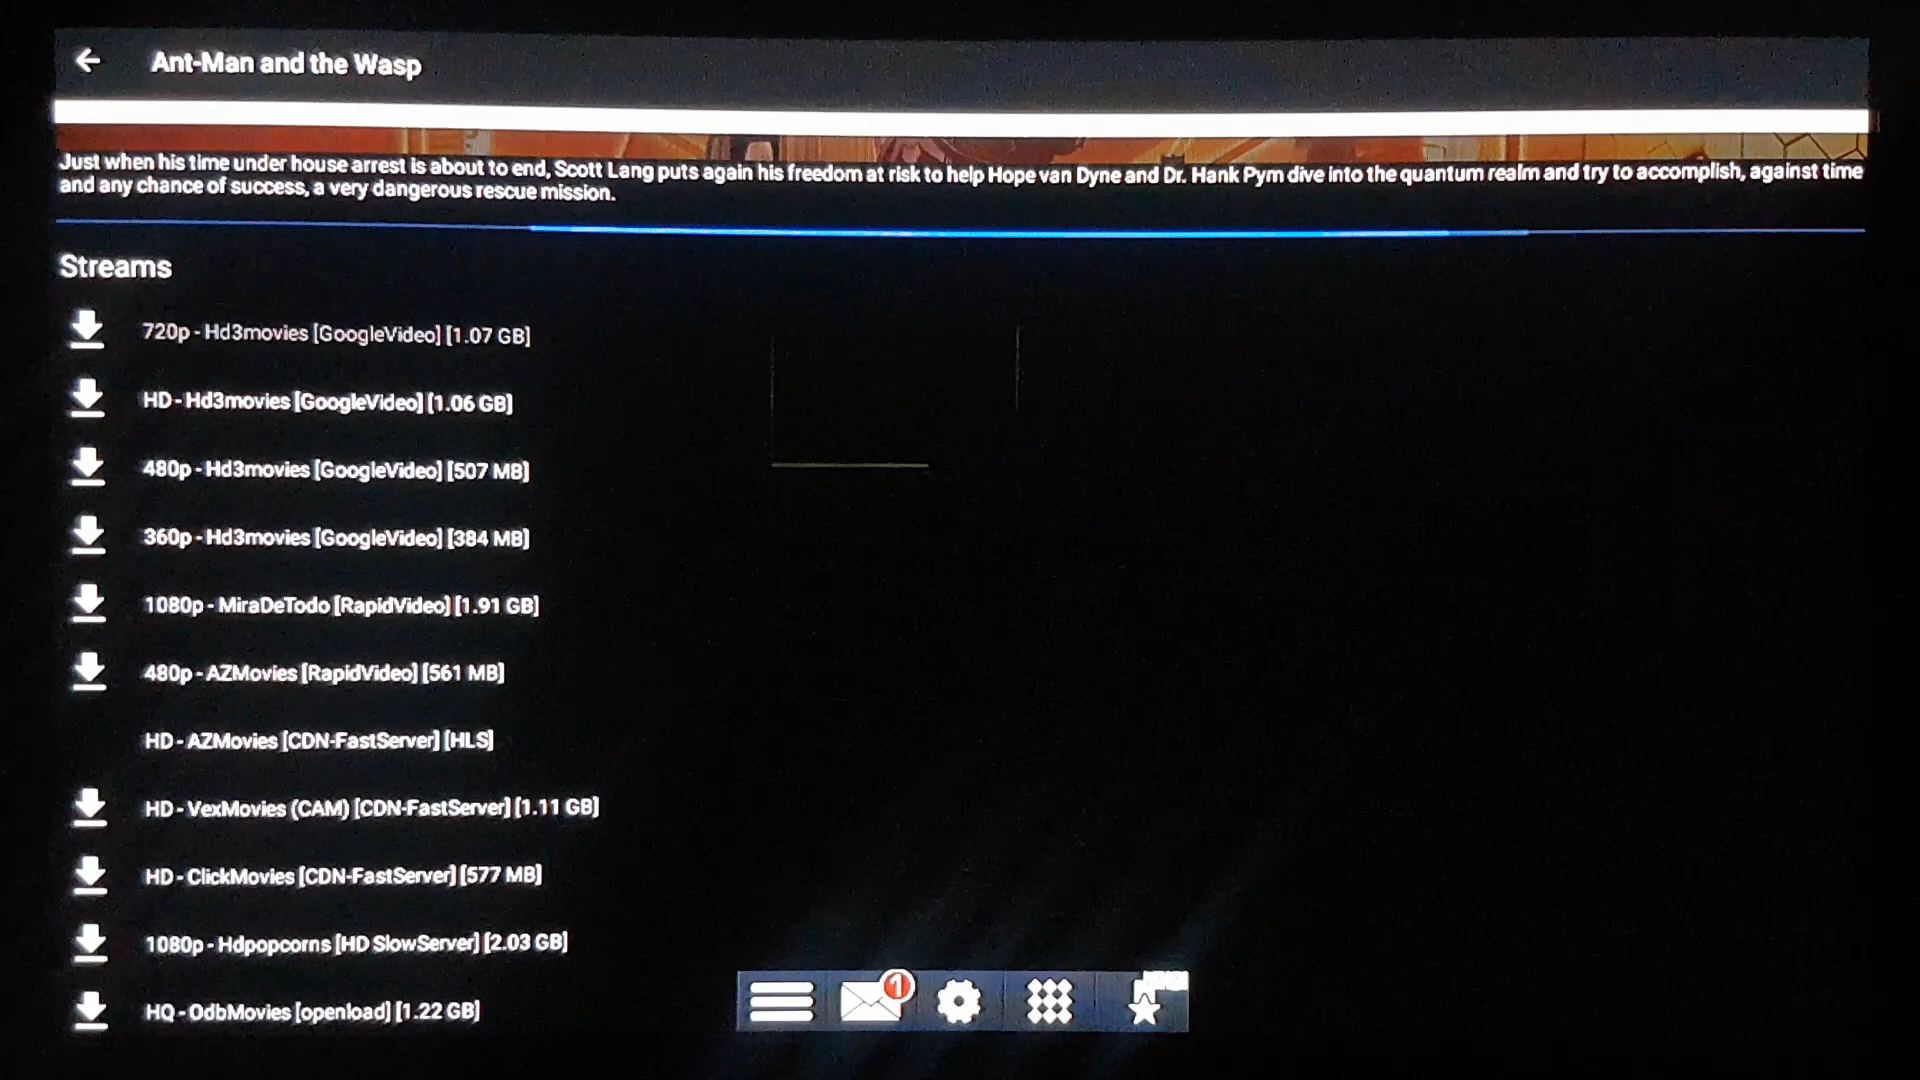 Ant-Man and the Wasp
Just when his time under house arrest is about to end, Scott Lang puts again his freedom at risk to help Hope van Dyne and Dr. Hank Pym dive into the quantum realm and try to accomplish, against time
and any chance of success, a very dangerous rescue mission.
Streams
720p - Hd3movies [GoogleVideo] [1.07 GB]
HD - Hd3movies [GoogleVideo] [1.06 GB]
480p - Hd3movies [GoogleVideo] [507 MB]
360p - Hd3movies [GoogleVideo] [384 MB]
1080p - MiraDeTodo [RapidVideo] [1.91 GB]
480p - AZMovies [RapidVideo] [561 MB]
HD - AZMovies [CDN-FastServer] [HLS]
HD - VexMovies (CAM) [CDN-FastServer] [1.11 GB]
HD - ClickMovies [CDN-FastServer] [577 MB]
1080p - Hdpopcorns [HD SlowServer] [2.03 GB]
HQ - OdbMovies [openload] [1.22 GB]
1